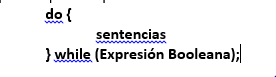 do {
sentencias
} while (Expresión Booleana);